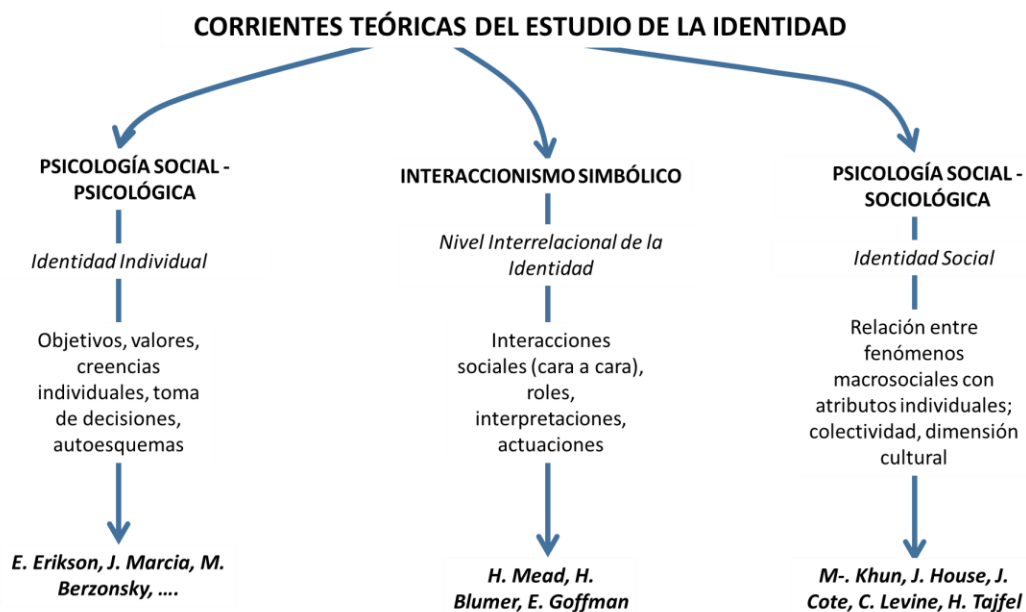 CORRIENTES TEÓRICAS DEL ESTUDIO DE LA IDENTIDAD
PSICOLOGÍA SOCIAL -
PSICOLÓGICA
Identidad Individual
Objetivos, valores,
creencias
individuales, toma
de decisiones,
autoesquemas
E. Erikson, J. Marcia, M.
Berzonsky, ....
INTERACCIONISMO SIMBÓLICO
Nivel Interrelacional de la
Identidad
Interacciones
sociales (cara a cara),
roles,
interpretaciones,
actuaciones
H. Mead, H.
Blumer, E. Goffman
PSICOLOGÍA SOCIAL -
SOCIOLÓGICA
Identidad Social
Relación entre
fenómenos
macrosociales con
atributos individuales;
colectividad, dimensión
cultural
M-. Khun, J. House, J.
Cote, C. Levine, H. Tajfel